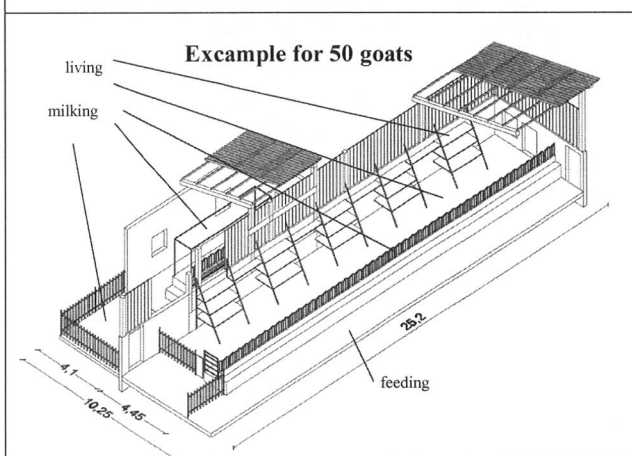 Excample for 50 goats
living
milking
25.2
feeding
4,1
4,45
10,25